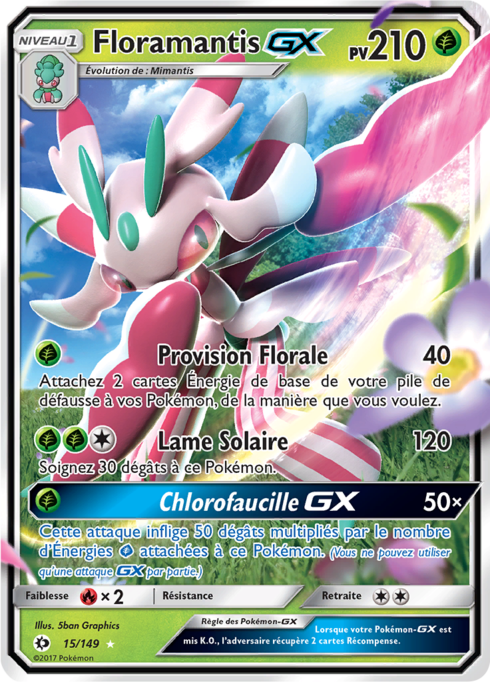 NIVEAU 1
Floramantis GX
PV210
Évolution de : Mimantis
Provision Florale 40
Attachez 2 cartes Énergie de base de votre pile de
défausse à vos Pokémon, de la manière que vous voulez.
Lame Solaire 120
Soignez 30 dégâts à ce Pokémon.
Chlorofaucille GX 50×
Cette attaque inflige 50 dégâts multipliés par le nombre
d'Énergies attachées à ce Pokémon. (Vous ne pouvez utiliser
qu'une attaque GX par partie.)
Faiblesse ×2 Résistance Retraite
Illus. 5ban Graphics
15/149
©2017 Pokémon
Règle des Pokémon-GX
Lorsque votre Pokémon-GX est
mis K.O., l'adversaire récupère 2 cartes Récompense.